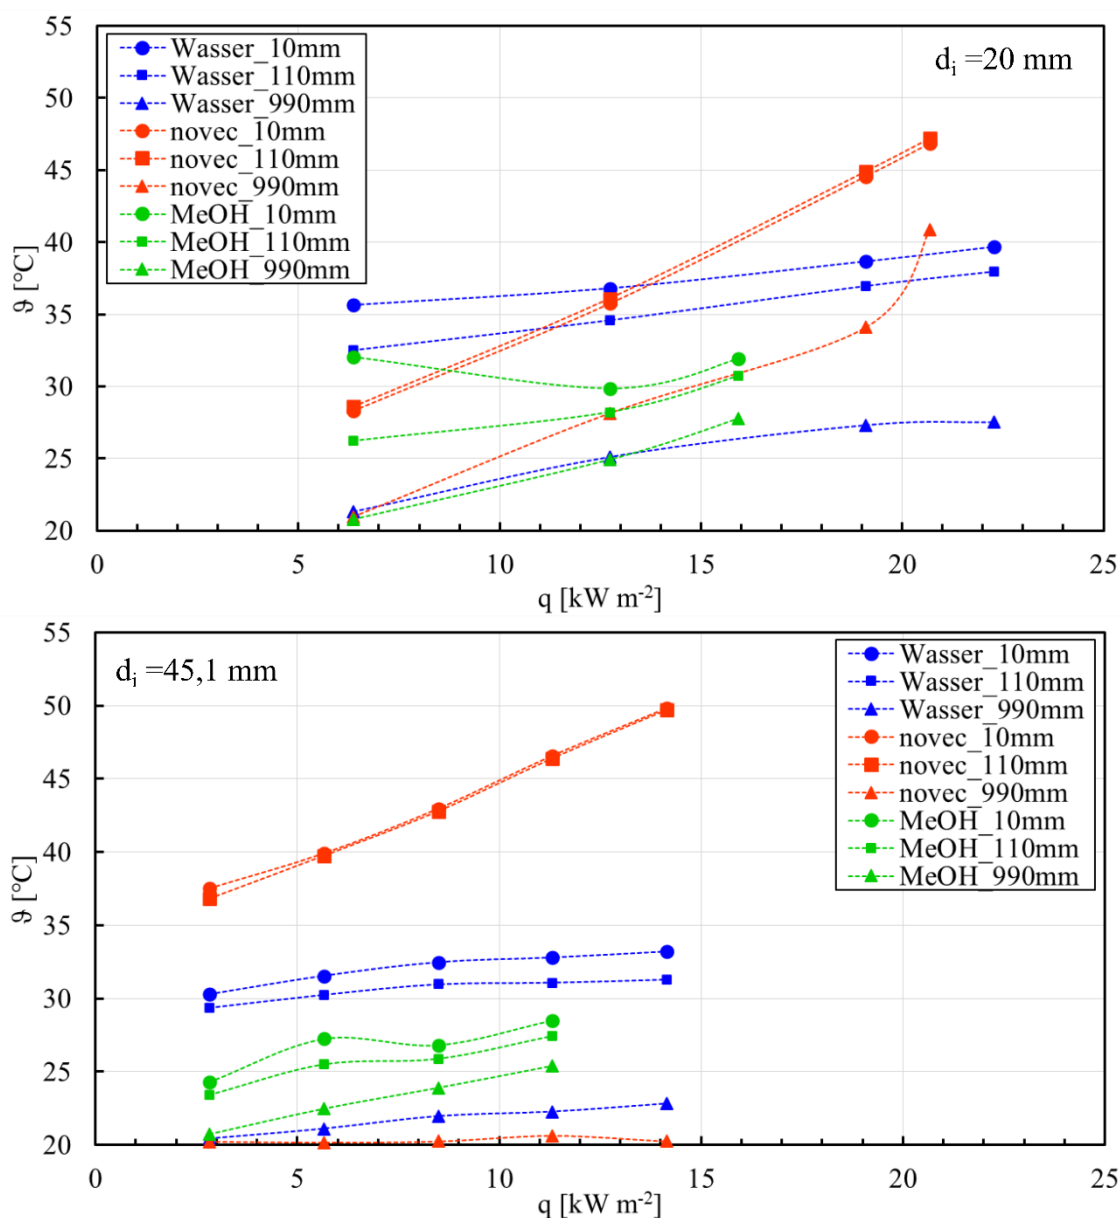 55
50
45
40
35
30
25
20
ϑ [°C]
Wasser_10mm
Wasser_110mm
Wasser_990mm
novec_10mm
novec_110mm
novec_990mm
MeOH_10mm
MeOH_110mm
MeOH_990mm
dᵢ =20 mm
0 5 10 15 20 25
q [kW m⁻²]
55
50
45
40
35
30
25
20
ϑ [°C]
dᵢ =45,1 mm
Wasser_10mm
Wasser_110mm
Wasser_990mm
novec_10mm
novec_110mm
novec_990mm
MeOH_10mm
MeOH_110mm
MeOH_990mm
0 5 10 15 20 25
q [kW m⁻²]